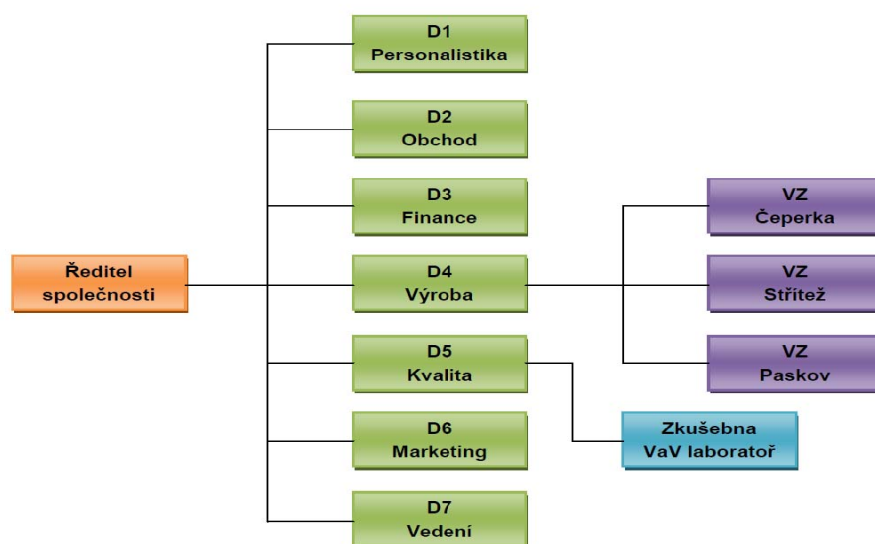 D1
Personalistika
D2
Obchod
D3
Finance
VZ
Čeperka
Ředitel
společnosti
D4
Výroba
VZ
Střítež
D5
Kvalita
VZ
Paskov
D6
Marketing
Zkušebna
VaV laboratoř
D7
Vedení